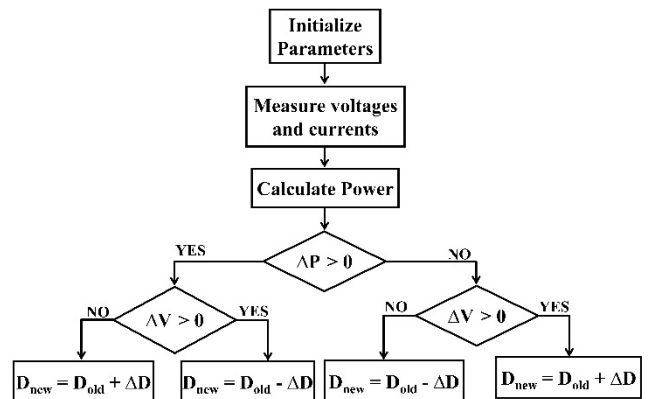 Initialize
Parameters
Measure voltages
and currents
Calculate Power
ΔP > 0
YES
NO
ΔV > 0
NO
YES
ΔV > 0
NO
YES
Dnew = Dold + ΔD
Dnew = Dold - ΔD
Dnew = Dold - ΔD
Dnew = Dold + ΔD